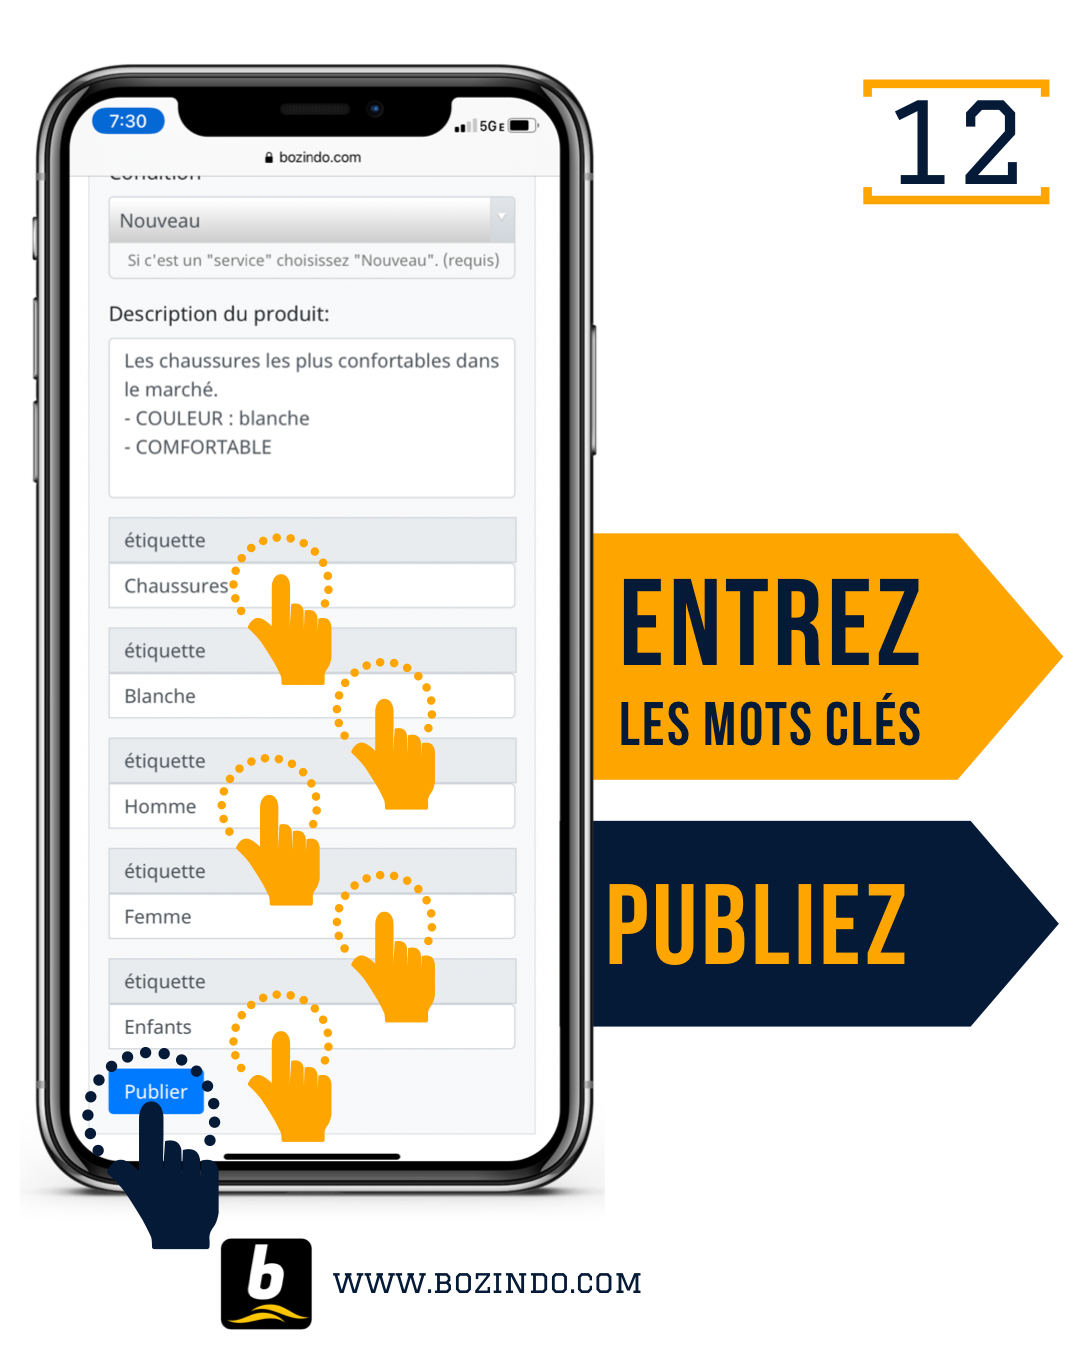 12
7:30
5G E
bozindo.com
Condition
Nouveau
Si c'est un "service" choisissez "Nouveau". (requis)
Description du produit:
Les chaussures les plus confortables dans
le marché.
- COULEUR : blanche
- COMFORTABLE
étiquette
Chaussures
étiquette
Blanche
étiquette
Homme
étiquette
Femme
étiquette
Enfants
Publier
ENTREZ
LES MOTS CLÉS
PUBLIEZ
b
WWW.BOZINDO.COM